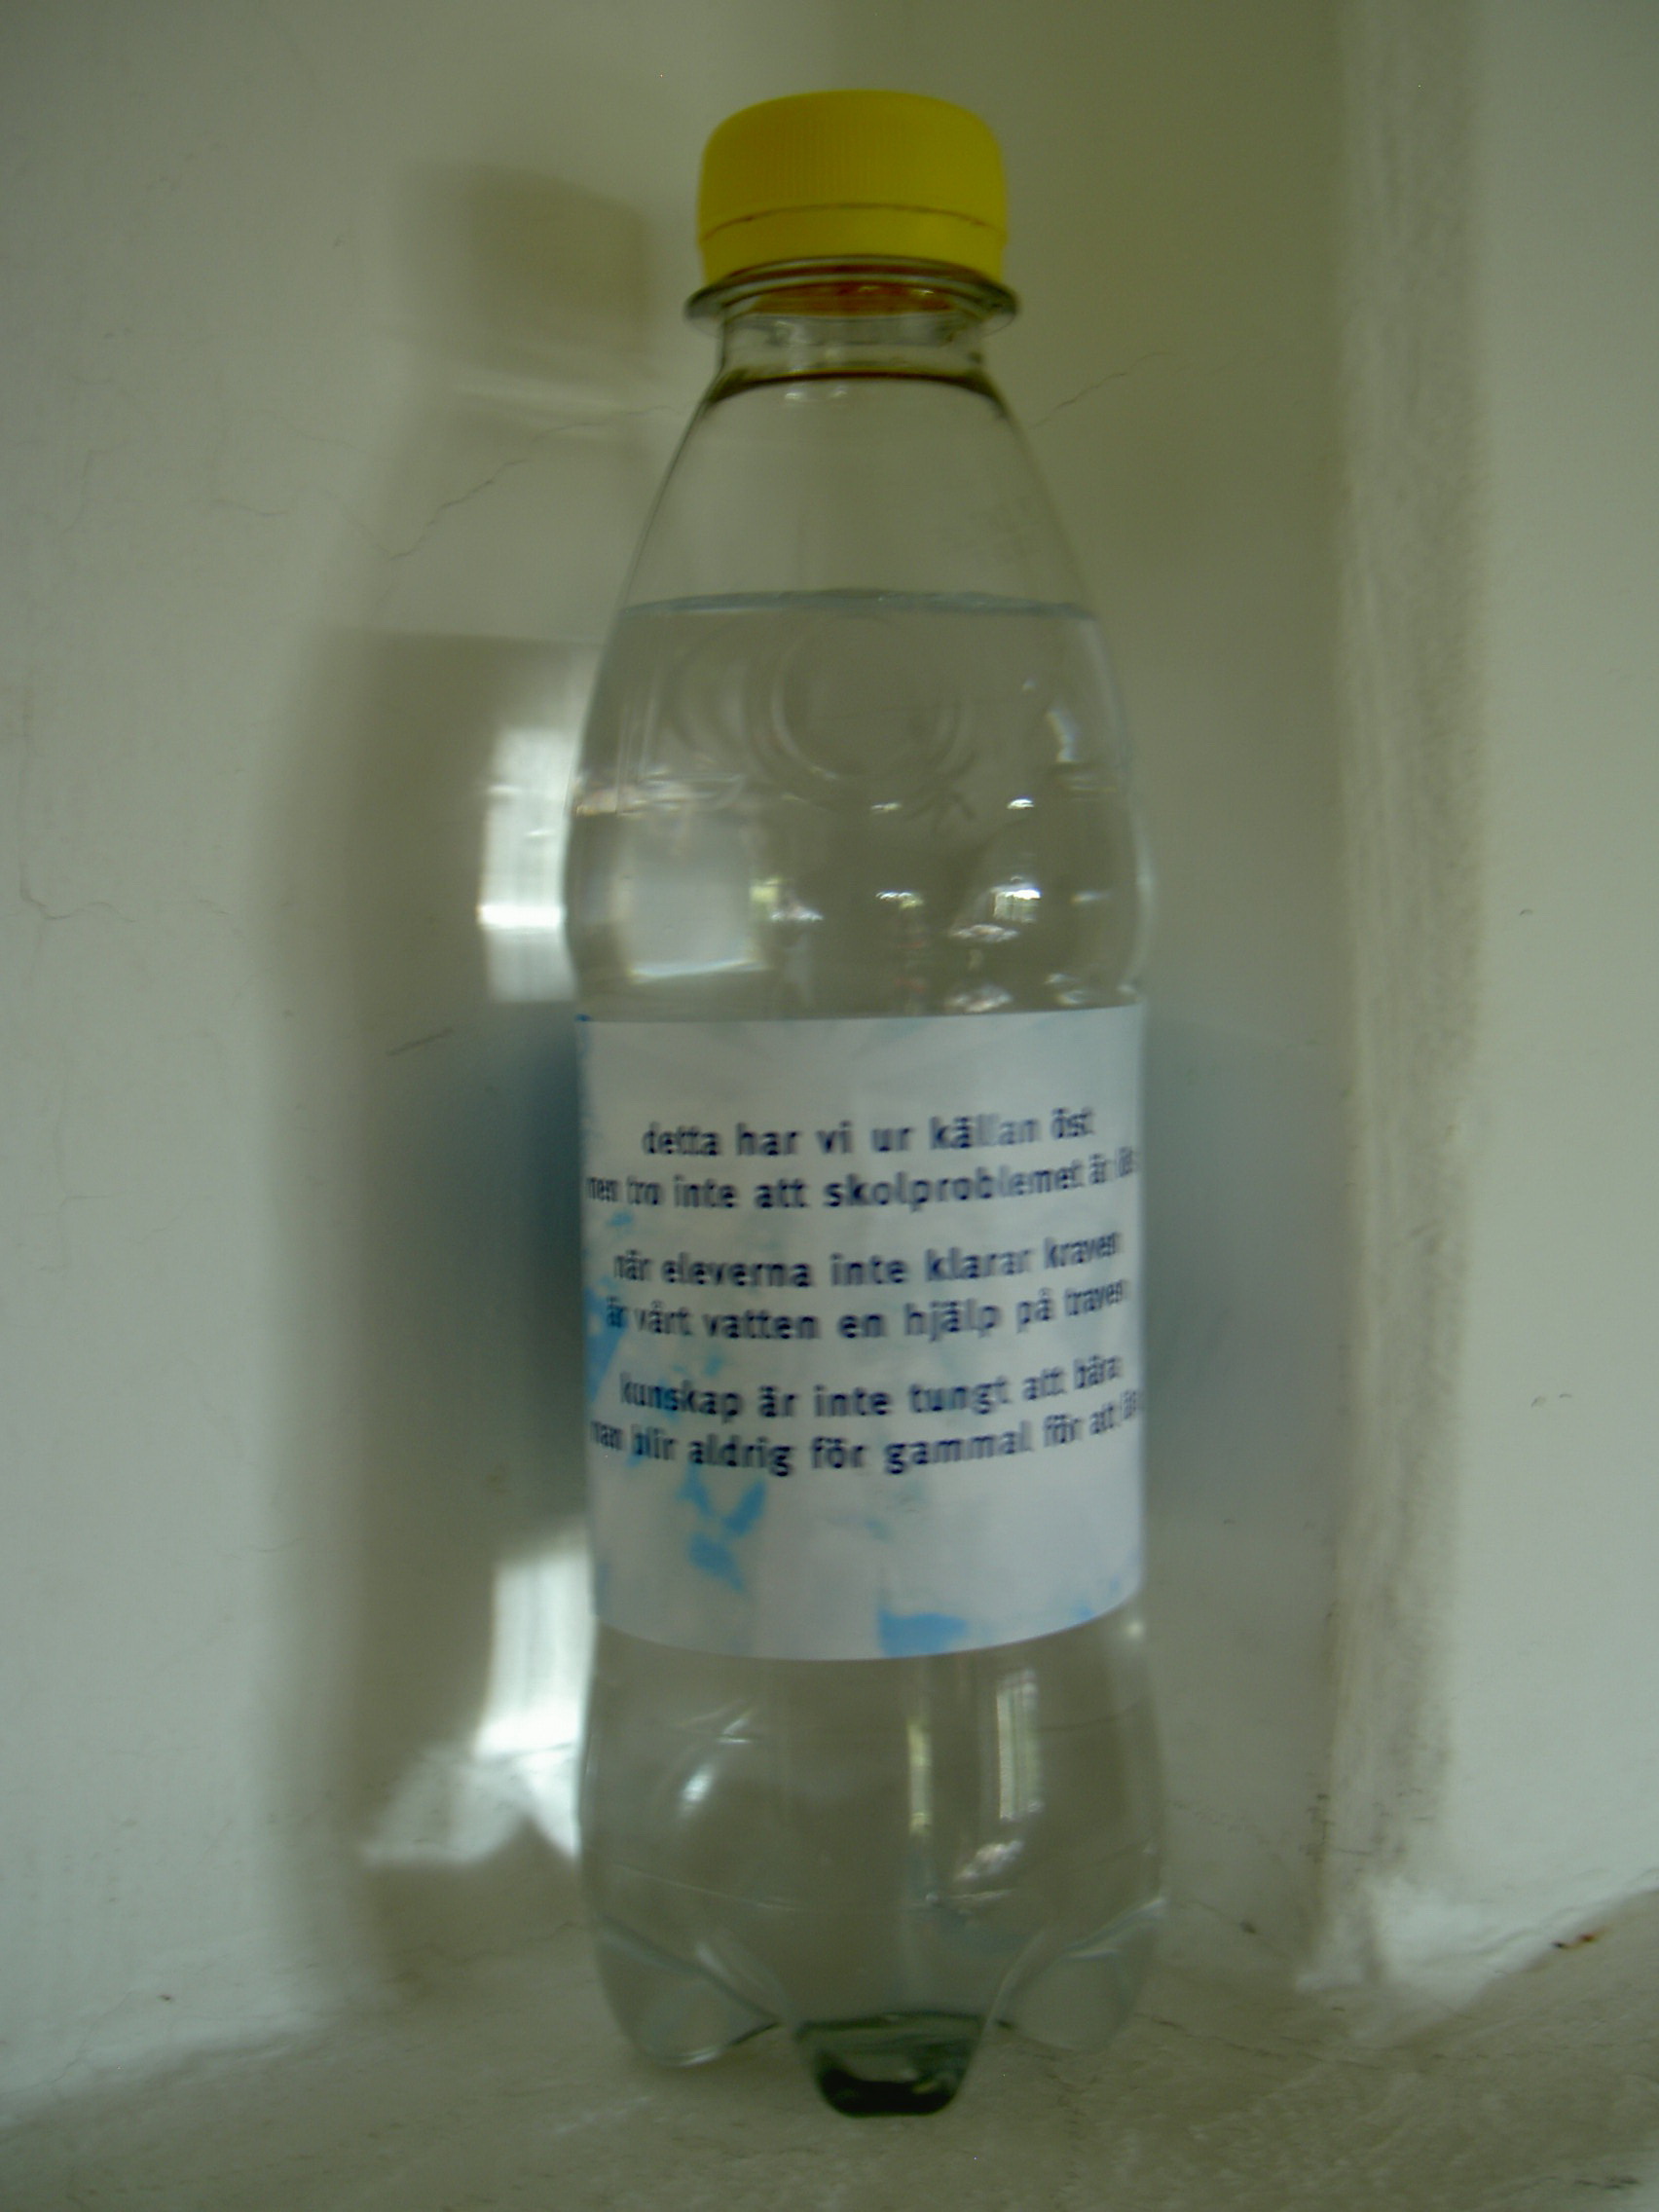 detta har vi ur källan öst
men tro inte att skolproblemet är
när eleverna inte klarar kraven
är vårt vatten en hjälp på traven
kunskap är inte tungt att bära
man blir aldrig för gammal för att